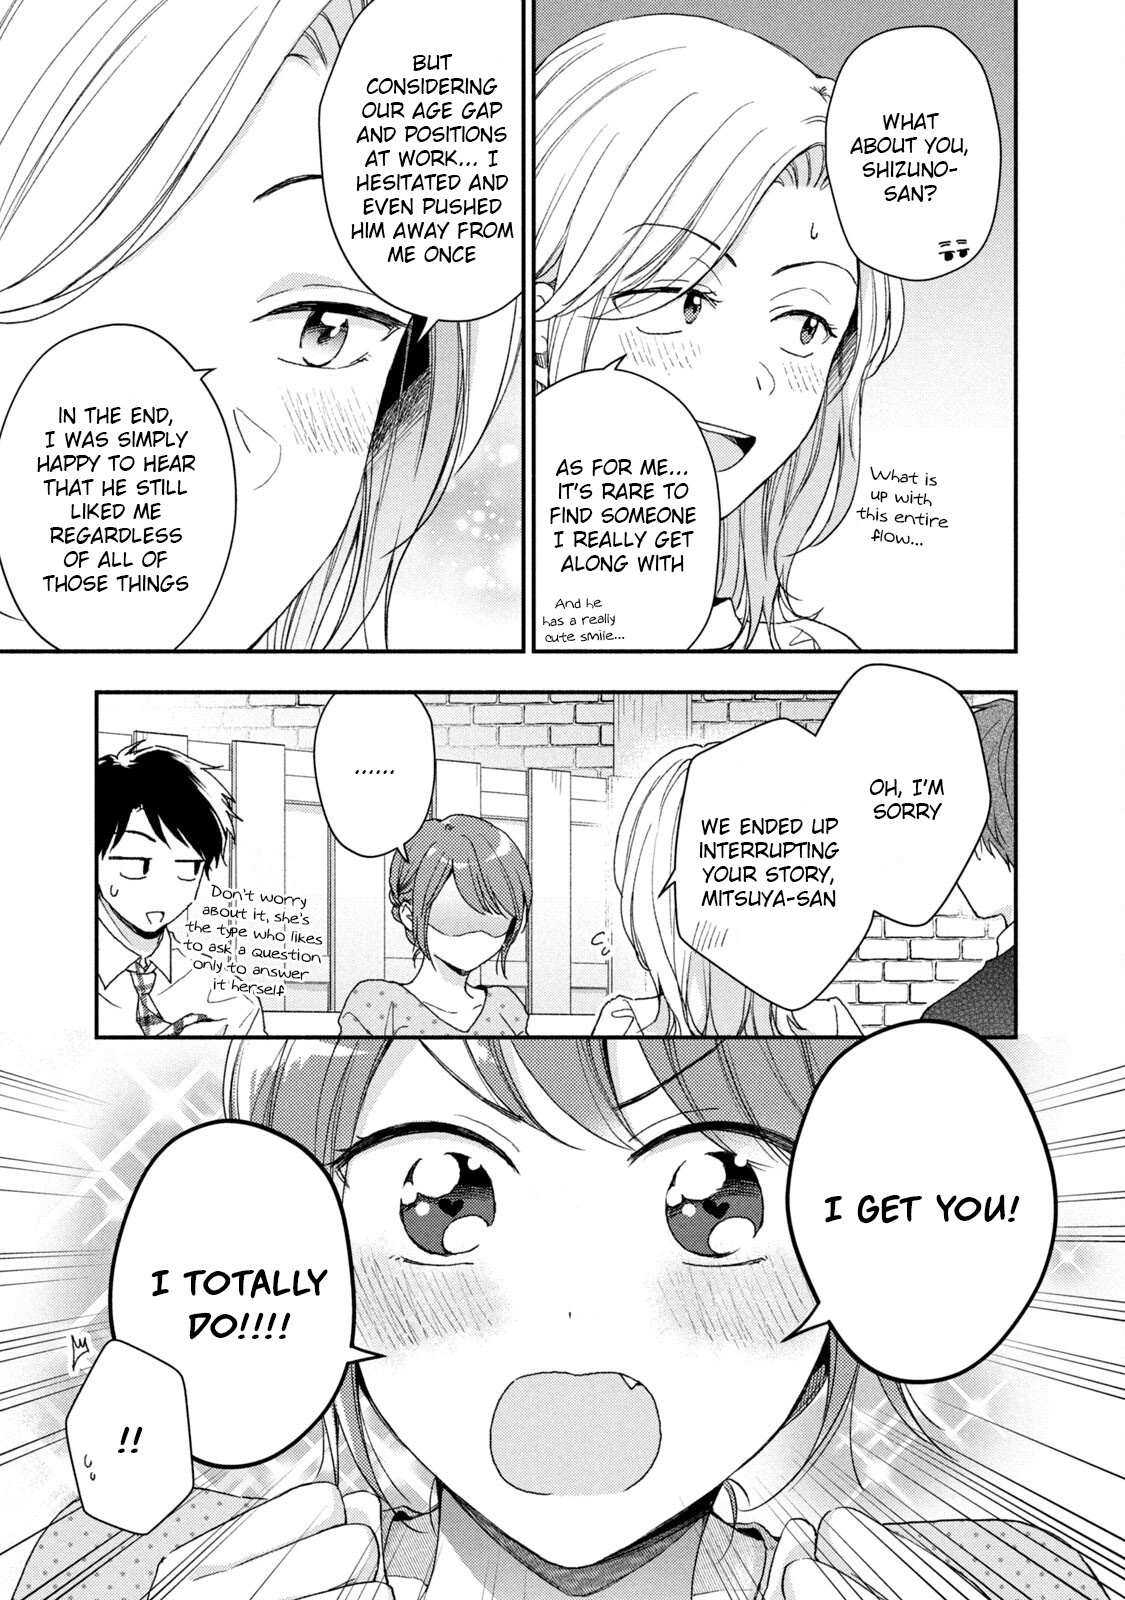 WHAT
ABOUT YOU,
SHIZUNO-
SAN?
AS FOR ME...
IT'S RARE TO
FIND SOMEONE
I REALLY GET
ALONG WITH
And he
has a really
cute smile...
What is
up with
this entire
flow...
BUT
CONSIDERING
OUR AGE GAP
AND POSITIONS
AT WORK... I
HESITATED AND
EVEN PUSHED
HIM AWAY FROM
ME ONCE
IN THE END,
I WAS SIMPLY
HAPPY TO HEAR
THAT HE STILL
LIKED ME
REGARDLESS
OF ALL OF
THOSE THINGS
OH, I'M
SORRY
WE ENDED UP
INTERRUPTING
YOUR STORY,
MITSUYA-SAN
......
Don't worry
about it, she's
the type who likes
to ask a question
only to answer
it herself
I GET YOU!
I TOTALLY
DO!!!!
!!